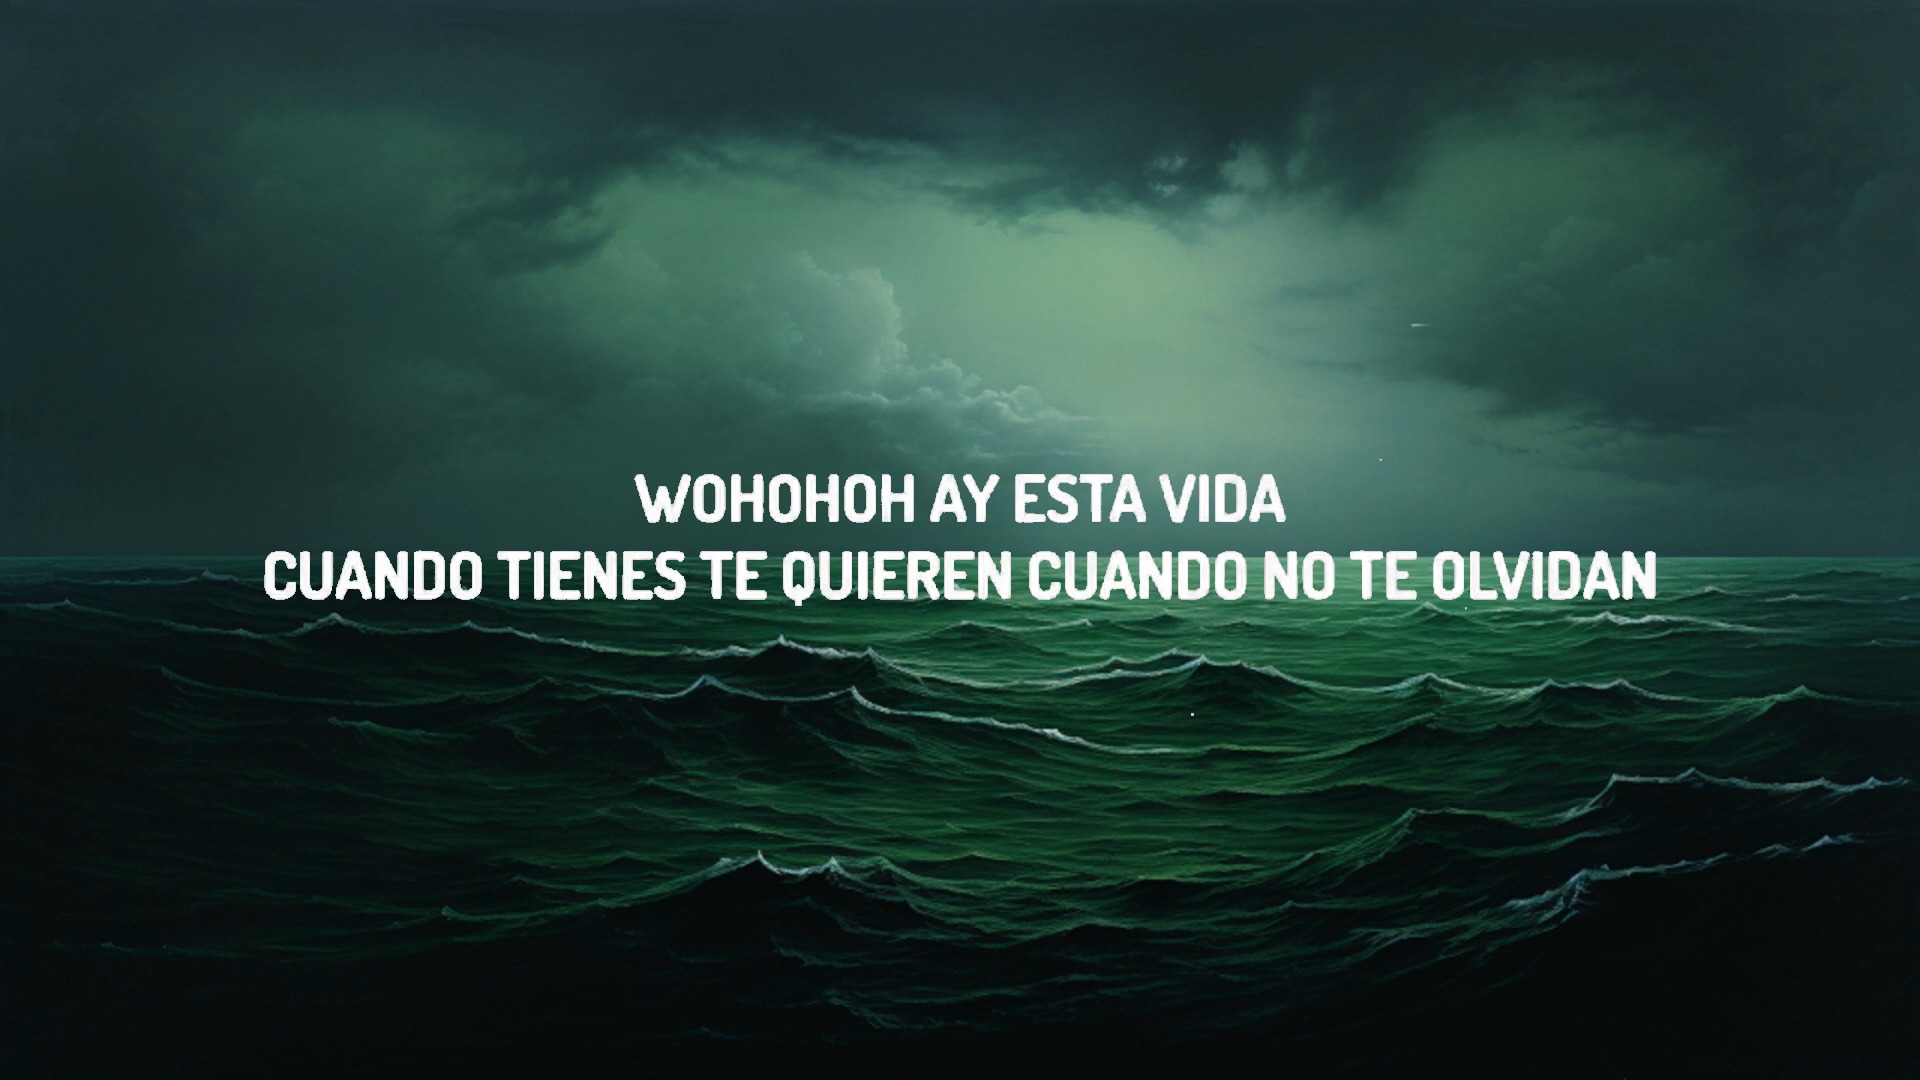 WOHOHOH AY ESTA VIDA
CUANDO TIENES TE QUIEREN CUANDO NO TE OLVIDAN